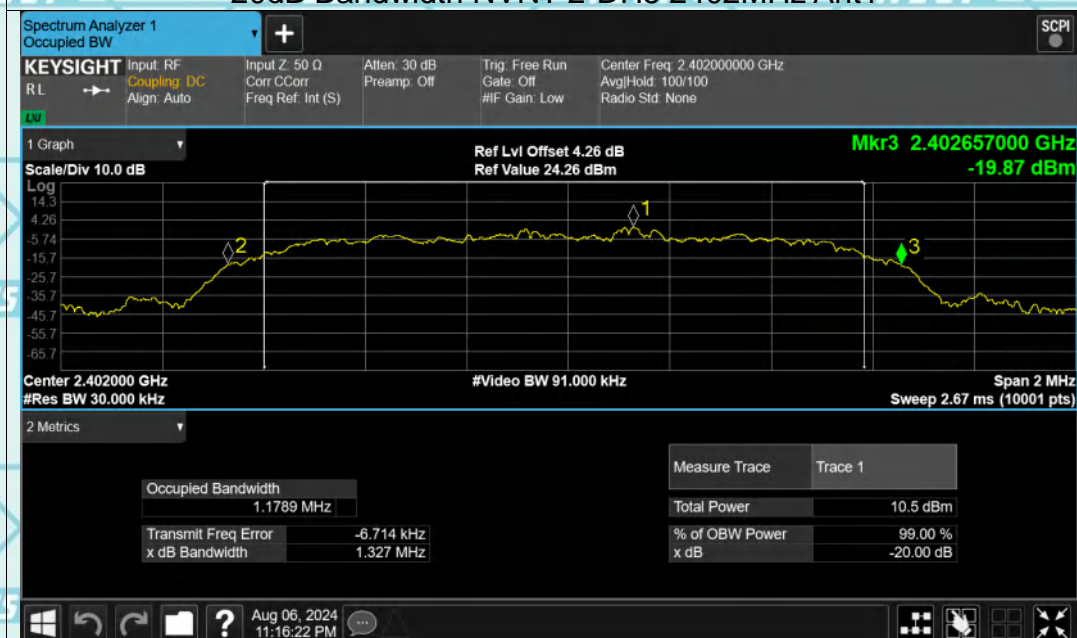 20dB Bandwidth NVNT 2-DH5 2402MHz Ant1
Spectrum Analyzer 1
Occupied BW
+
SCPI
KEYSIGHT
RL
LXI
Input: RF
Coupling: DC
Align: Auto
Input Z: 50 Ω
Corr CCorr
Freq Ref: Int (S)
Atten: 30 dB
Preamp: Off
Trig: Free Run
Gate: Off
#IF Gain: Low
Center Freq: 2.402000000 GHz
Avg|Hold: 100/100
Radio Std: None
1 Graph
Scale/Div 10.0 dB
Ref Lvl Offset 4.26 dB
Ref Value 24.26 dBm
Mkr3 2.402657000 GHz
-19.87 dBm
Log
14.3
4.26
-5.74
-15.7
-25.7
-35.7
-45.7
-55.7
-65.7
2
1
3
Center 2.402000 GHz
#Video BW 91.000 kHz
Span 2 MHz
#Res BW 30.000 kHz
Sweep 2.67 ms (10001 pts)
2 Metrics
Occupied Bandwidth
1.1789 MHz
Transmit Freq Error -6.714 kHz
x dB Bandwidth 1.327 MHz
Measure Trace Trace 1
Total Power 10.5 dBm
% of OBW Power 99.00 %
x dB -20.00 dB
?
Aug 06, 2024
11:16:22 PM